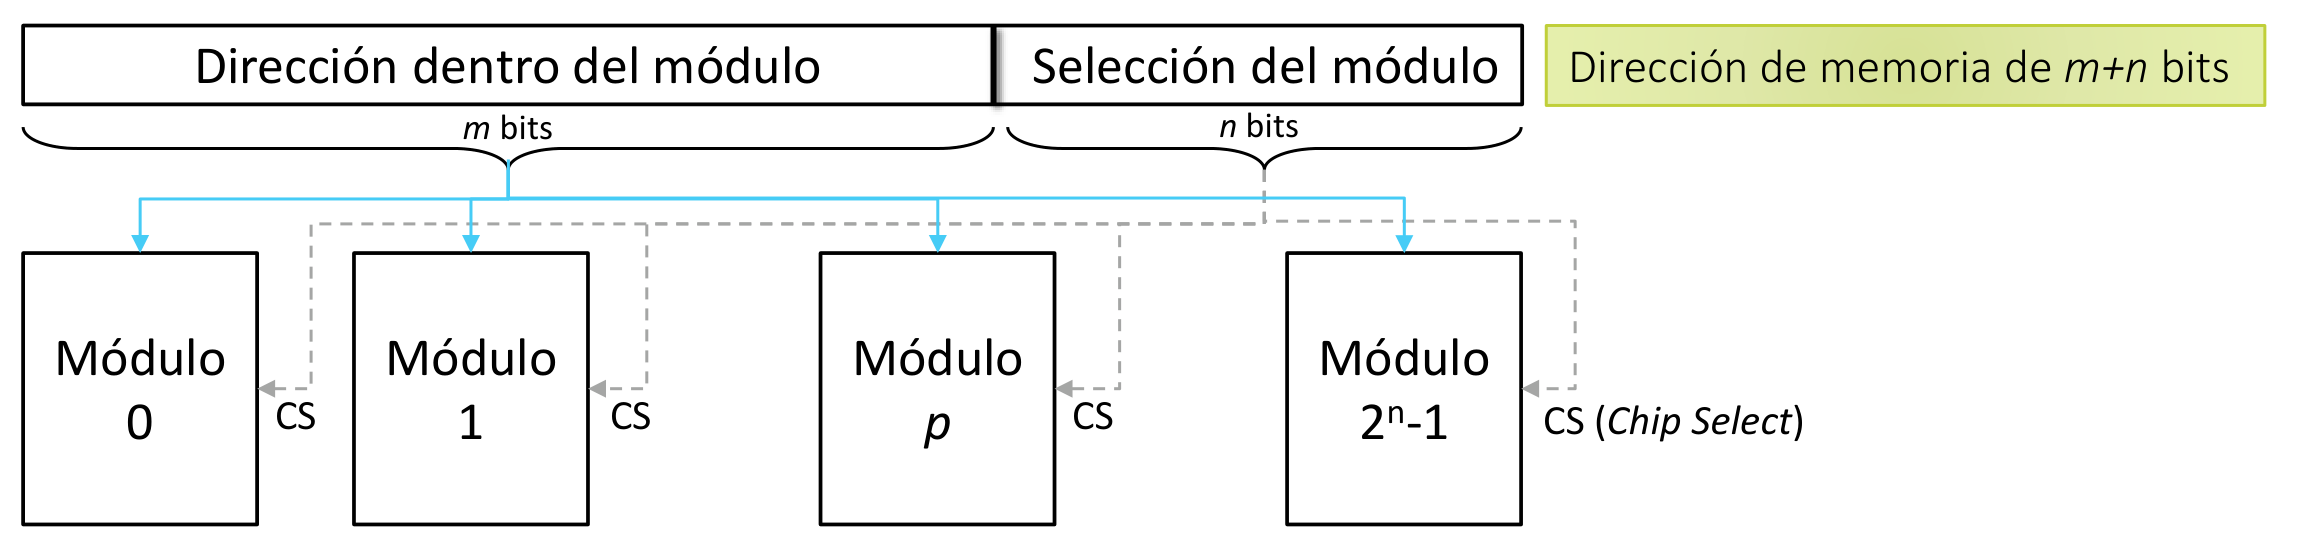 Dirección dentro del módulo
Selección del módulo
Dirección de memoria de m+n bits
m bits
n bits
Módulo
0
CS
Módulo
1
CS
Módulo
p
CS
Módulo
2ⁿ-1
CS (Chip Select)